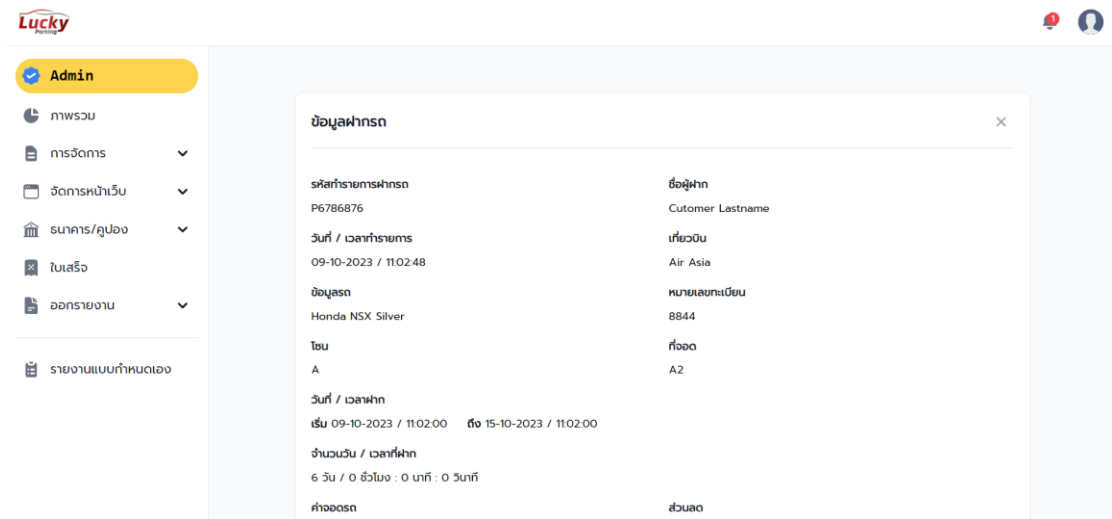 Lucky
Parking
1
Admin
ภาพรวม
การจัดการ
จัดการหน้าเว็บ
ธนาคาร/คูปอง
ใบเสร็จ
ออกรายงาน
รายงานแบบกำหนดเอง
ข้อมูลฝากรถ
รหัสทำรายการฝากรถ ชื่อผู้ฝาก
P6786876 Cutomer Lastname
วันที่ / เวลาทำรายการ เที่ยวบิน
09-10-2023 / 11:02:48 Air Asia
ข้อมูลรถ หมายเลขทะเบียน
Honda NSX Silver 8844
โซน ที่จอด
A A2
วันที่ / เวลาฝาก
เริ่ม 09-10-2023 / 11:02:00 ถึง 15-10-2023 / 11:02:00
จำนวนวัน / เวลาที่ฝาก
6 วัน / 0 ชั่วโมง : 0 นาที : 0 วินาที
ค่าจอดรถ ส่วนลด